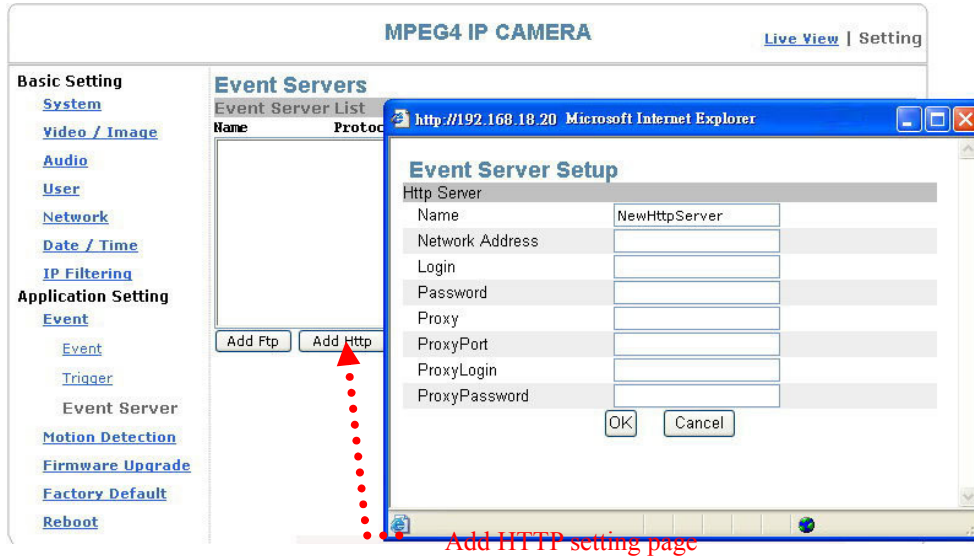 MPEG4 IP CAMERA
Live View | Setting
Basic Setting
System
Video / Image
Audio
User
Network
Date / Time
IP Filtering
Application Setting
Event
Event
Trigger
Event Server
Motion Detection
Firmware Upgrade
Factory Default
Reboot
Event Servers
Event Server List
Name Protoc
Add Ftp Add Http
http://192.168.18.20 Microsoft Internet Explorer
Event Server Setup
Http Server
Name NewHttpServer
Network Address
Login
Password
Proxy
ProxyPort
ProxyLogin
ProxyPassword
OK Cancel
Add HTTP setting page